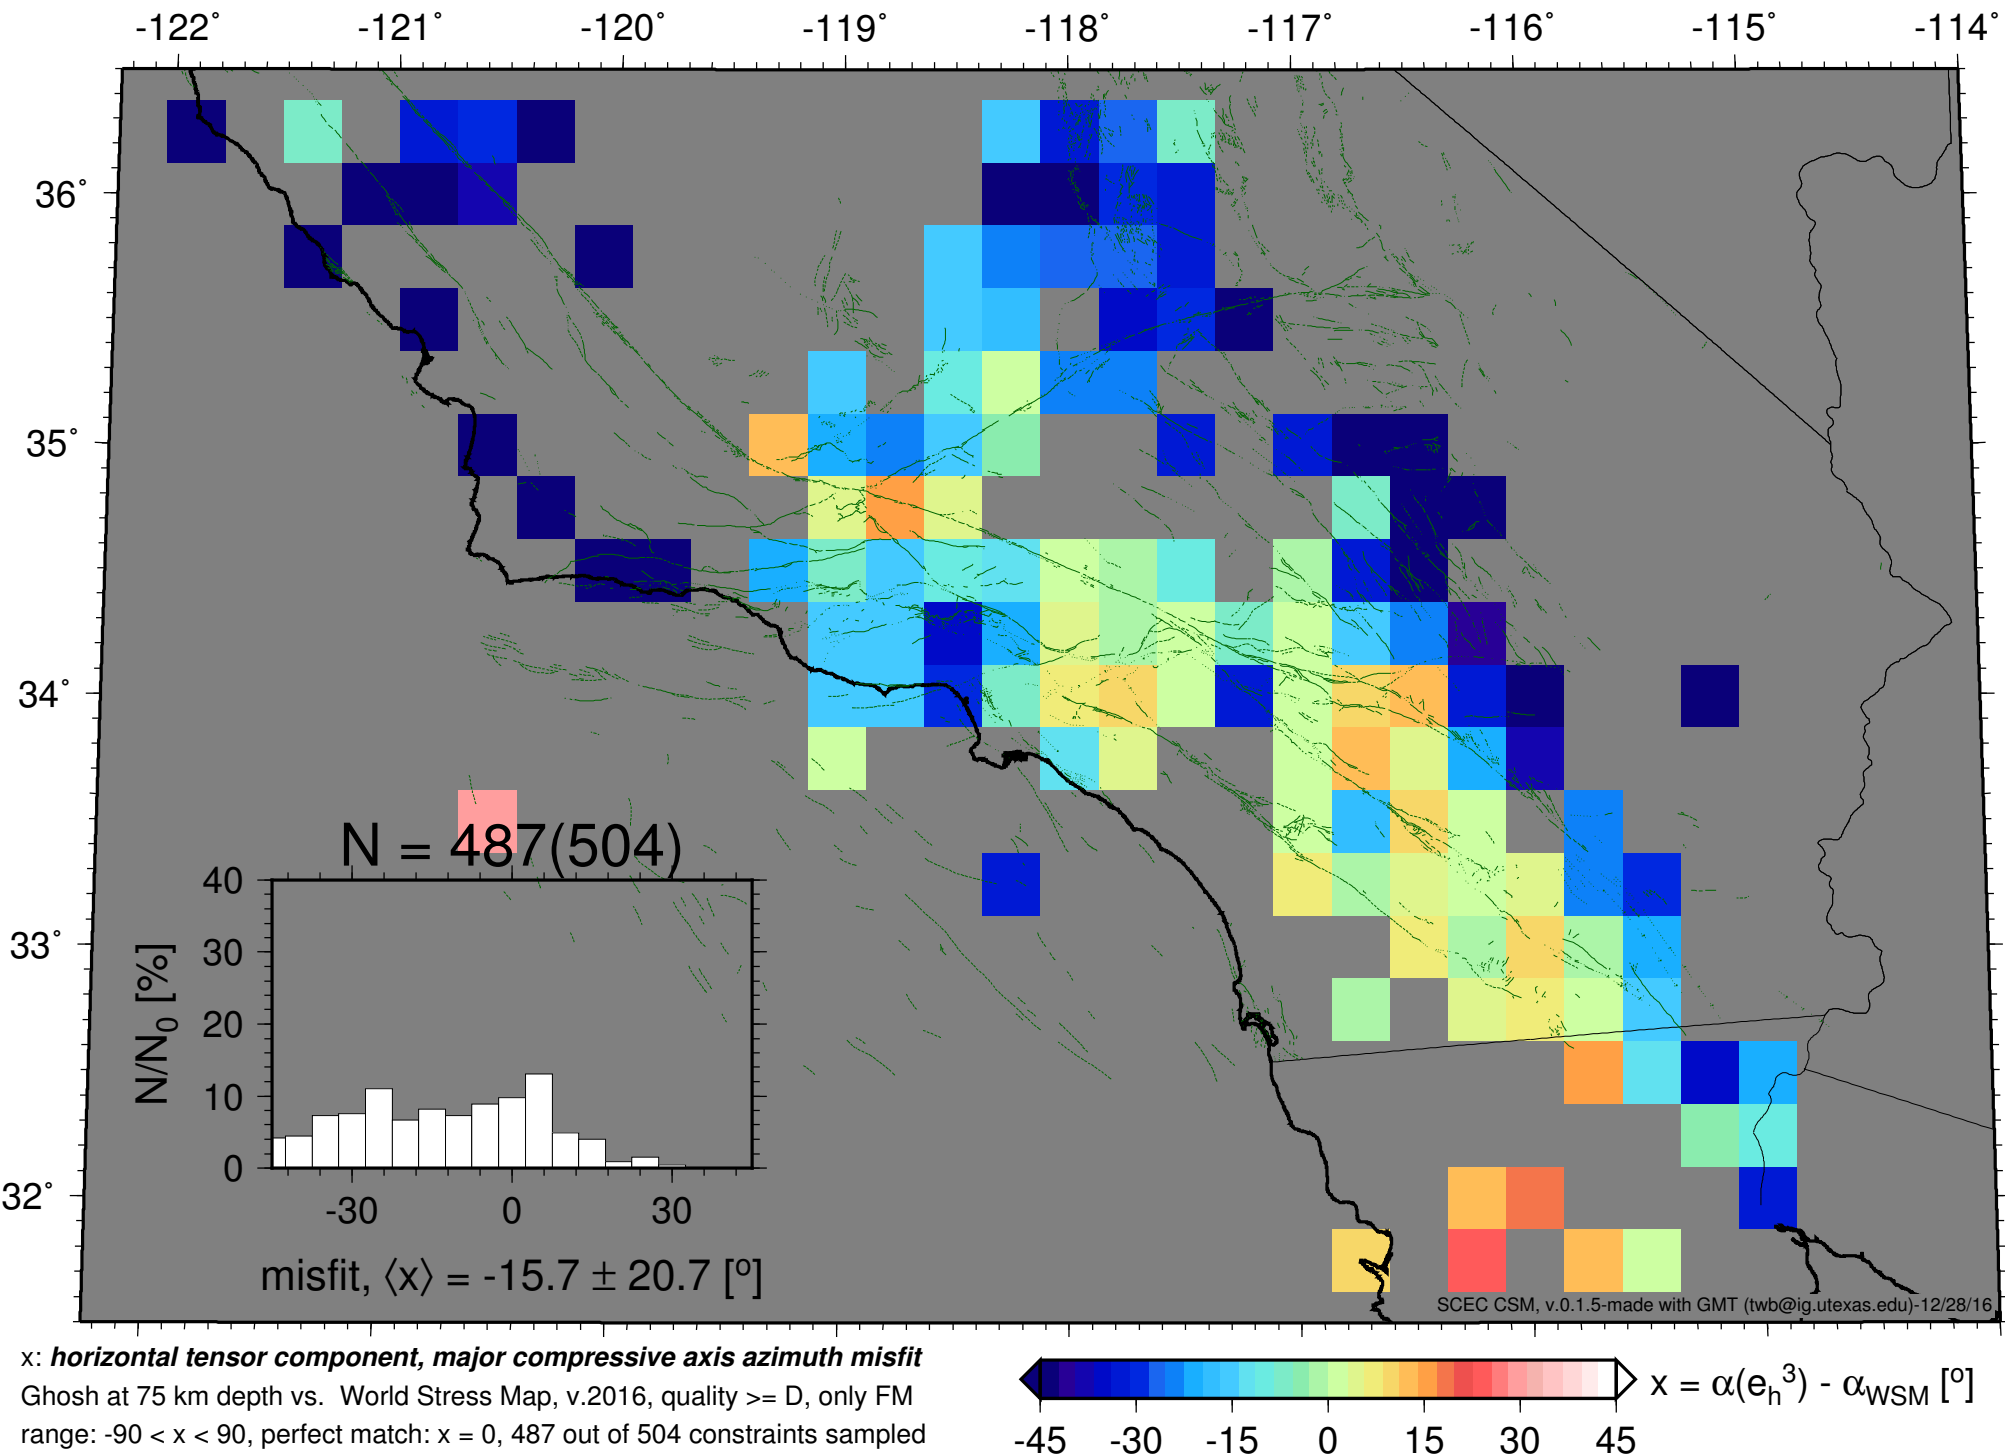 -122˚ -121˚ -120˚ -119˚ -118˚ -117˚ -116˚ -115˚ -114˚
36˚
35˚
34˚
33˚
32˚
N = 487(504)
40
30
20
10
0
N/N0 [%]
-30 0 30
misfit, ⟨x⟩ = -15.7 ± 20.7 [º]
SCEC CSM, v.0.1.5-made with GMT (twb@ig.utexas.edu)-12/28/16
x: horizontal tensor component, major compressive axis azimuth misfit
Ghosh at 75 km depth vs. World Stress Map, v.2016, quality >= D, only FM
range: -90 < x < 90, perfect match: x = 0, 487 out of 504 constraints sampled
x = α(eh3) - αWSM [º]
-45 -30 -15 0 15 30 45